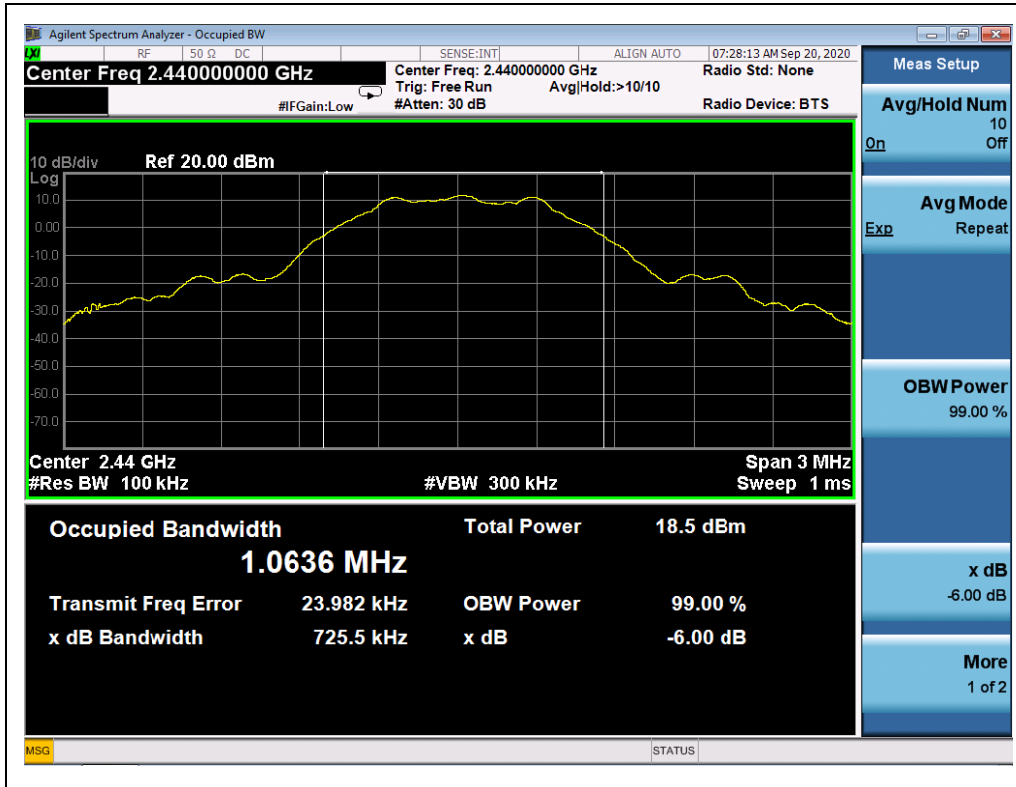 Agilent Spectrum Analyzer - Occupied BW
LXI RF 50 Ω DC SENSE:INT ALIGN AUTO 07:28:13 AM Sep 20, 2020
Center Freq 2.440000000 GHz
Center Freq: 2.440000000 GHz Radio Std: None
Trig: Free Run Avg|Hold:>10/10
#IFGain:Low #Atten: 30 dB Radio Device: BTS
10 dB/div Ref 20.00 dBm
Log
10.0
0.00
-10.0
-20.0
-30.0
-40.0
-50.0
-60.0
-70.0
Center 2.44 GHz Span 3 MHz
#Res BW 100 kHz #VBW 300 kHz Sweep 1 ms
Occupied Bandwidth Total Power 18.5 dBm
1.0636 MHz
Transmit Freq Error 23.982 kHz OBW Power 99.00 %
x dB Bandwidth 725.5 kHz x dB -6.00 dB
Meas Setup
Avg/Hold Num
10
On Off
Avg Mode
Exp Repeat
OBW Power
99.00 %
x dB
-6.00 dB
More
1 of 2
MSG STATUS